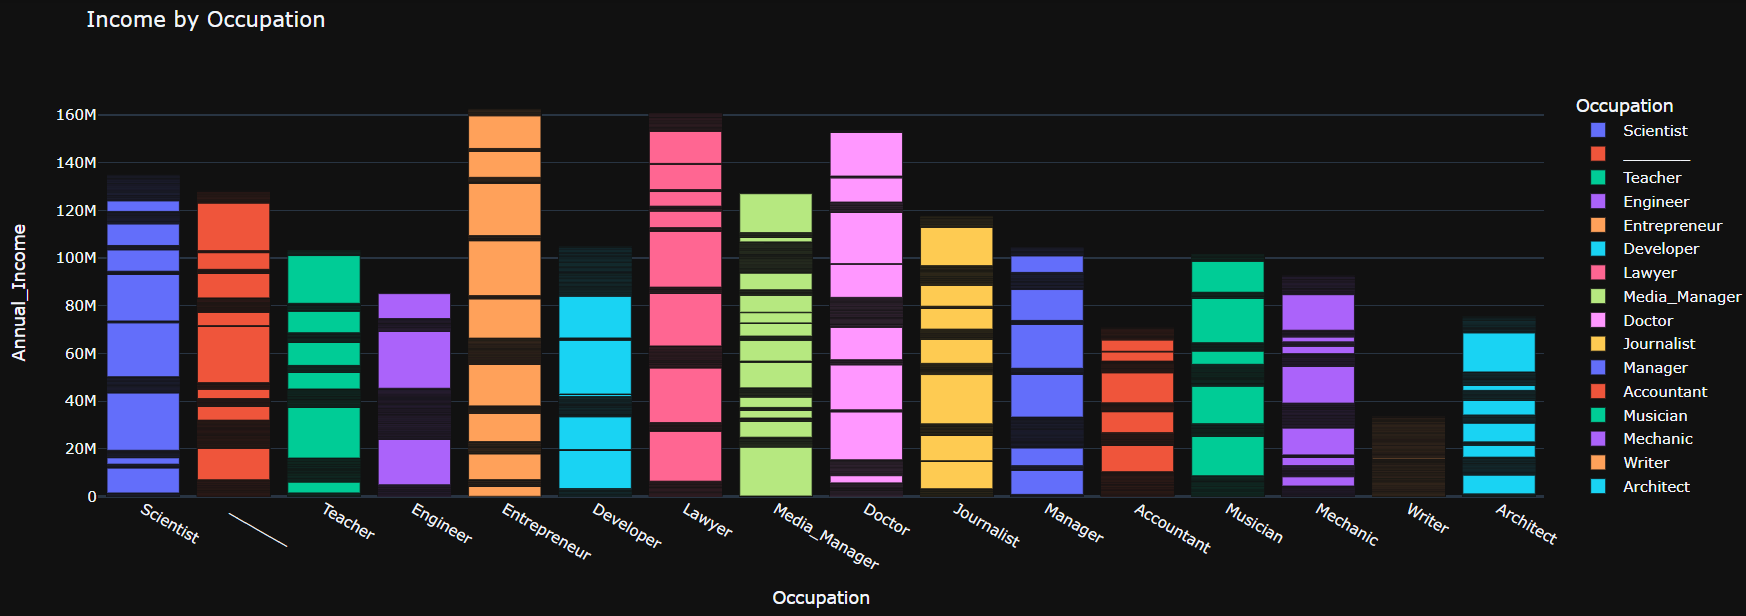 Income by Occupation
Annual_Income
160M
140M
120M
100M
80M
60M
40M
20M
0
Scientist
_______
Teacher
Engineer
Entrepreneur
Developer
Lawyer
Media_Manager
Doctor
Journalist
Manager
Accountant
Musician
Mechanic
Writer
Architect
Occupation
Occupation
Scientist
_______
Teacher
Engineer
Entrepreneur
Developer
Lawyer
Media_Manager
Doctor
Journalist
Manager
Accountant
Musician
Mechanic
Writer
Architect